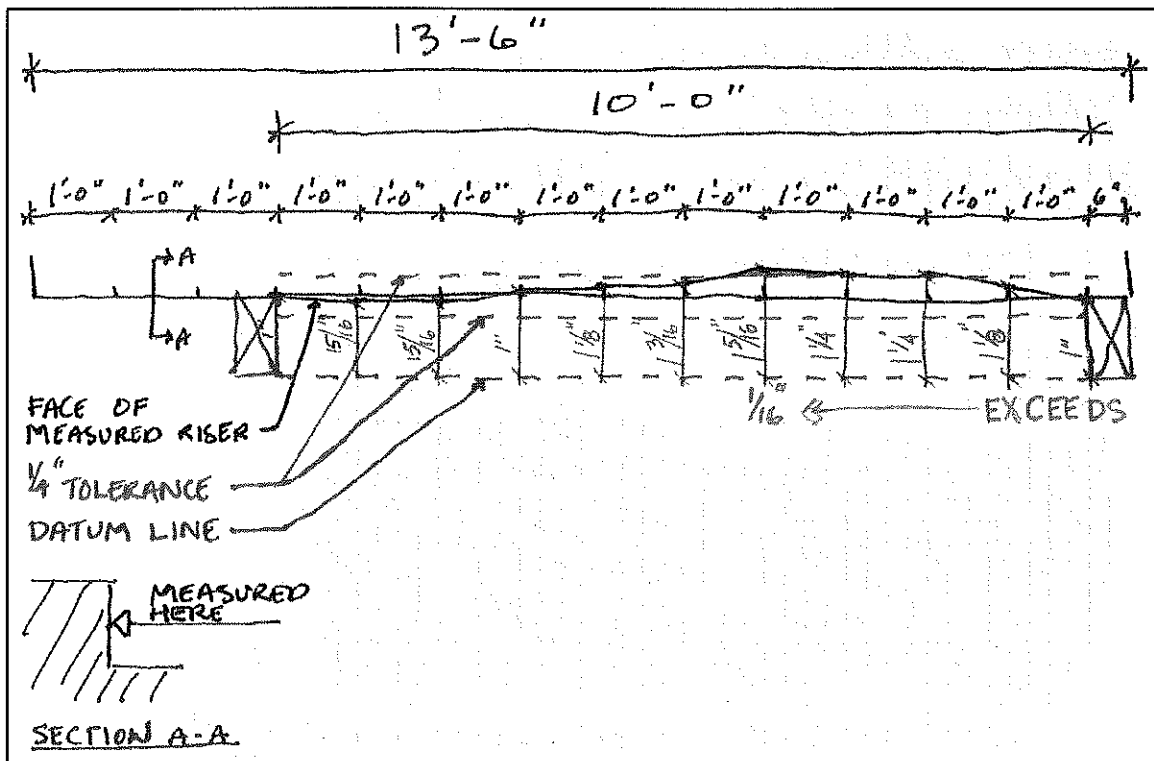 13'-6"
10'-0"
1'-0" 1'-0" 1'-0" 1'-0" 1'-0" 1'-0" 1'-0" 1'-0" 1'-0" 1'-0" 1'-0" 1'-0" 1'-0" 6"
A
A
15/16" 15/16" 1" 1 1/8" 1 3/16" 1 5/16" 1 1/4" 1 1/4' 1 1/8" 1"
1/16" EXCEEDS
FACE OF
MEASURED RISER
1/4" TOLERANCE
DATUM LINE
MEASURED
HERE
SECTION A-A